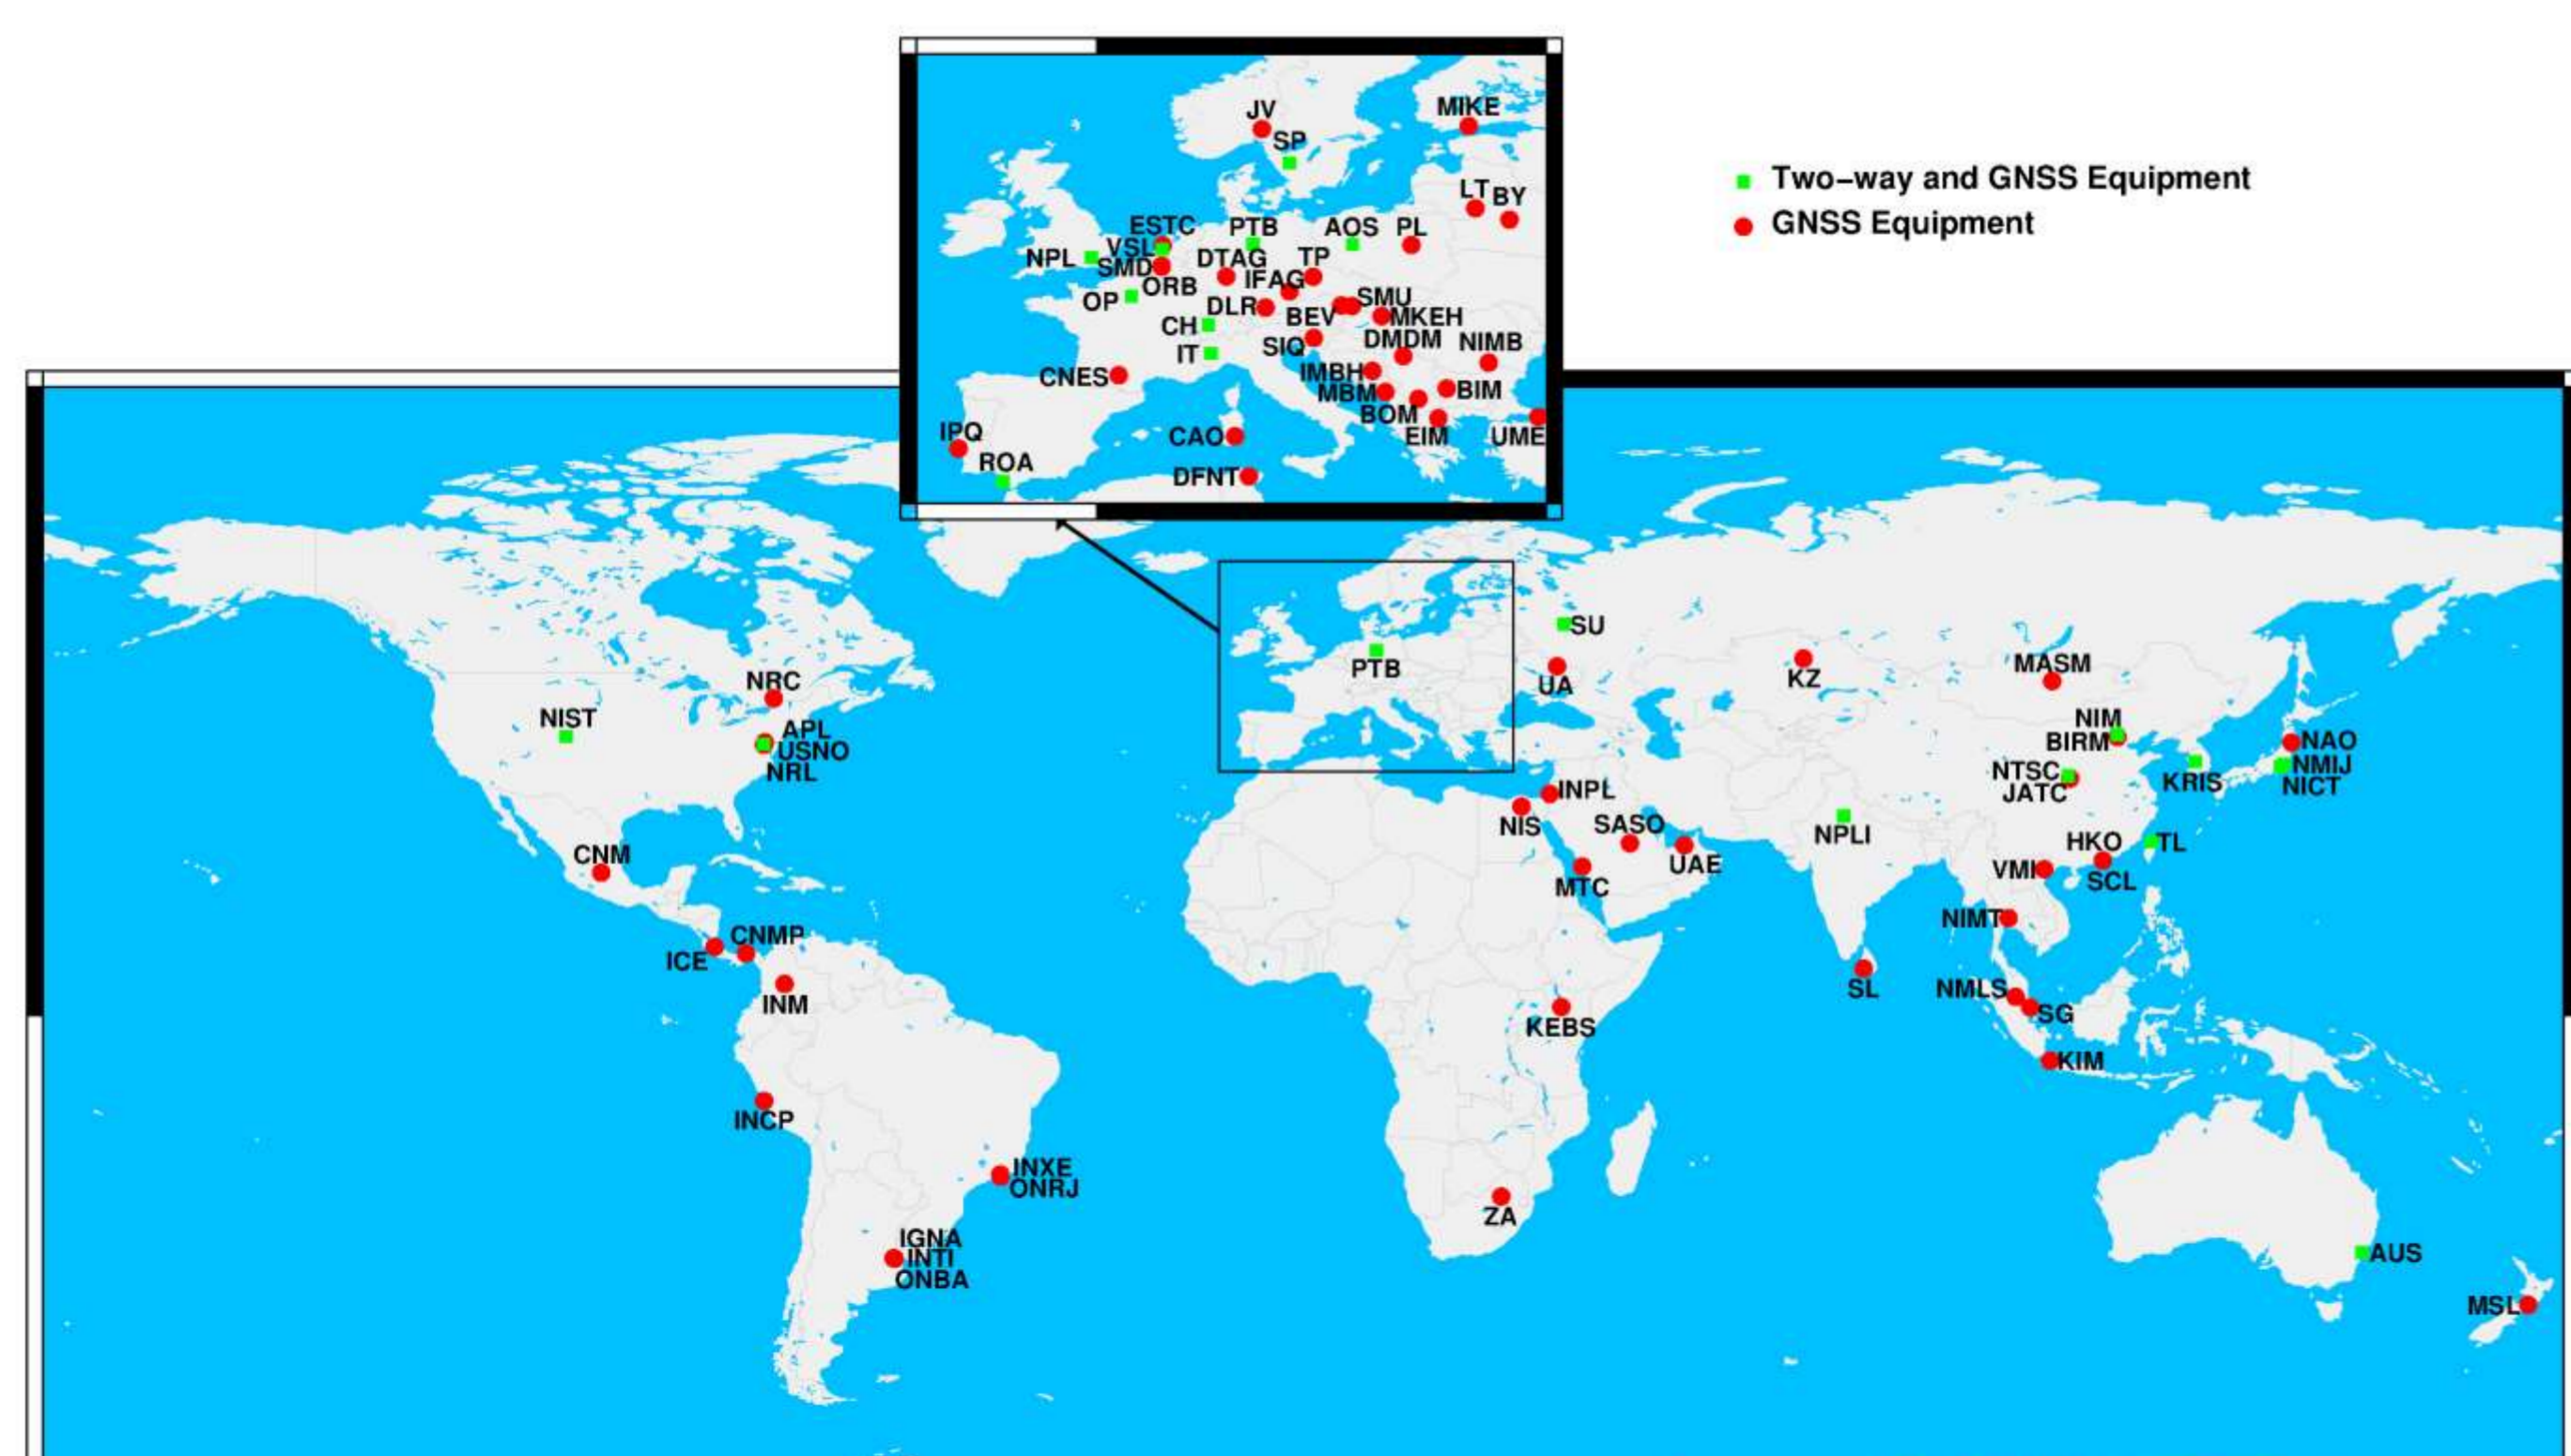 JV
MIKE
SP
Two-way and GNSS Equipment
LT
BY
GNSS Equipment
ESTC
PTB
AOS
PL
VSL
NPL
SMD
DTAG
TP
ORB
IFAG
OP
DLR
SMU
BEV
MKEH
CH
DMDM
NIMB
SIQ
IT
IMBH
CNES
MBM
BIM
BOM
IPQ
CAO
EIM
UME
ROA
DFNT
SU
PTB
UA
KZ
MASM
NRC
NIST
APL
USNO
NRL
NIM
BIRM
NAO
NMIJ
NICT
NTSC
JATC
KRIS
INPL
NIS
SASO
NPLI
UAE
HKO
TL
CNM
VMI
SCL
MTC
NIMT
CNMP
ICE
INM
SL
NMLS
SG
KEBS
KIM
INCP
INXE
ONRJ
ZA
IGNA
INTI
ONBA
AUS
MSL